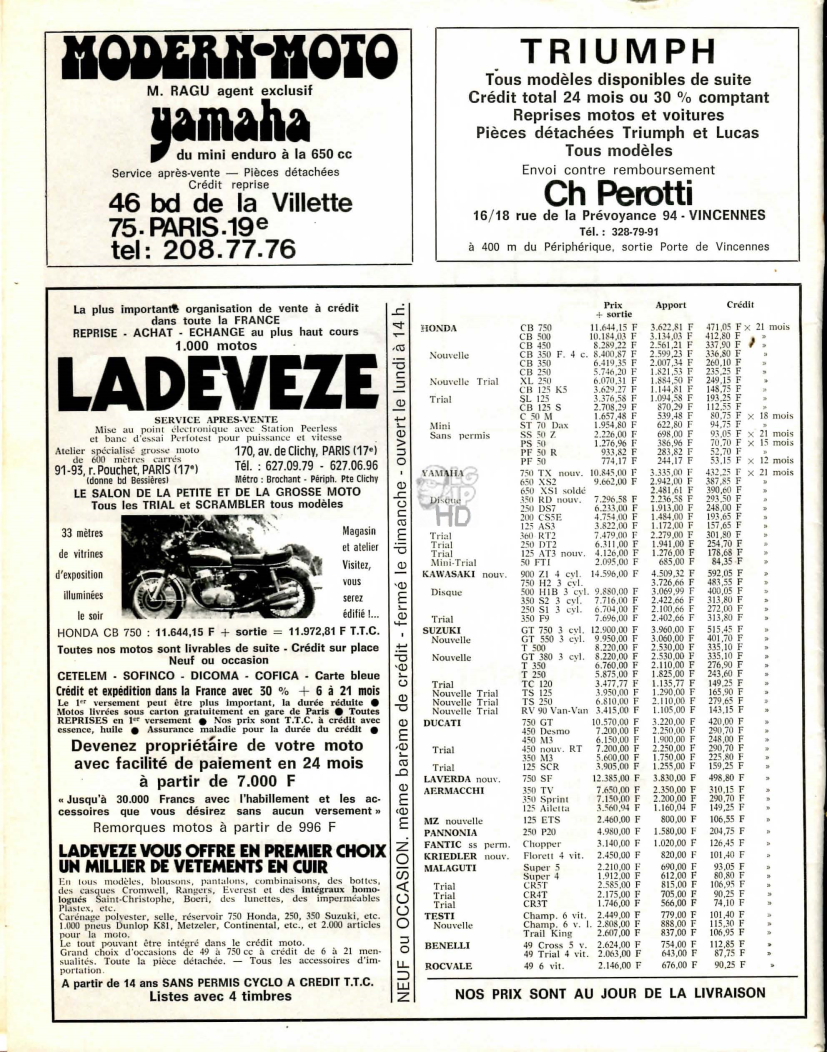 MODERN-MOTO
M. RAGU agent exclusif
yamaha
du mini enduro à la 650 cc
Service après-vente — Pièces détachées
Crédit reprise
46 bd de la Villette
75. PARIS.19e
tel: 208.77.76
TRIUMPH
Tous modèles disponibles de suite
Crédit total 24 mois ou 30 % comptant
Reprises motos et voitures
Pièces détachées Triumph et Lucas
Tous modèles
Envoi contre remboursement
Ch Perotti
16/18 rue de la Prévoyance 94 - VINCENNES
Tél. : 328-79-91
à 400 m du Périphérique, sortie Porte de Vincennes
La plus importante organisation de vente à crédit
dans toute la FRANCE
REPRISE - ACHAT - ECHANGE au plus haut cours
1.000 motos
LADEVEZE
SERVICE APRES-VENTE
Mise au point électronique avec Station Peerless
et banc d'essai Perfotest pour puissance et vitesse
Atelier spécialisé grosse moto
de 600 mètres carrés
91-93, r. Pouchet, PARIS (17e)
(donne bd Bessières)
170, av. de Clichy, PARIS (17e)
Tél. : 627.09.79 - 627.06.96
Métro : Brochant - Périph. Pte Clichy
LE SALON DE LA PETITE ET DE LA GROSSE MOTO
Tous les TRIAL et SCRAMBLER tous modèles
33 mètres
de vitrines
d'exposition
illuminées
le soir
Magasin
et atelier
Visitez,
vous
serez
édifié !...
HONDA CB 750 : 11.644,15 F + sortie = 11.972,81 F T.T.C.
Toutes nos motos sont livrables de suite - Crédit sur place
Neuf ou occasion
CETELEM - SOFINCO - DICOMA - COFICA - Carte bleue
Crédit et expédition dans la France avec 30 % + 6 à 21 mois
Le 1er versement peut être plus important, la durée réduite ●
Motos livrées sous carton gratuitement en gare de Paris ● Toutes
REPRISES en 1er versement ● Nos prix sont T.T.C. à crédit avec
essence, huile ● Assurance maladie pour la durée du crédit ●
Devenez propriétaire de votre moto
avec facilité de paiement en 24 mois
à partir de 7.000 F
« Jusqu'à 30.000 Francs avec l'habillement et les ac-
cessoires que vous désirez sans aucun versement »
Remorques motos à partir de 996 F
LADEVEZE VOUS OFFRE EN PREMIER CHOIX
UN MILLIER DE VETEMENTS EN CUIR
En tous modèles, blousons, pantalons, combinaisons, des bottes,
des casques Cromwell, Rangers, Everest et des intégraux homo-
logués Saint-Christophe, Boeri, des lunettes, des imperméables
Plastex, etc.
Carénage polyester, selle, réservoir 750 Honda, 250, 350 Suzuki, etc.
1.000 pneus Dunlop K81, Metzeler, Continental, etc., et 2.000 articles
pour la moto.
Le tout pouvant être intégré dans le crédit moto.
Grand choix d'occasions de 49 à 750 cc à crédit de 6 à 21 men-
sualités. Toute la pièce détachée. — Tous les accessoires d'im-
portation.
A partir de 14 ans SANS PERMIS CYCLO A CREDIT T.T.C.
Listes avec 4 timbres
NEUF ou OCCASION. même barème de crédit - fermé le dimanche - ouvert le lundi à 14 h.
Prix Apport Crédit
+ sortie
HONDA CB 750 11.644,15 F 3.622,81 F 471,05 F × 21 mois
CB 500 10.184,03 F 3.134,03 F 412,80 F »
CB 450 8.289,22 F 2.561,21 F 337,90 F »
Nouvelle CB 350 F. 4 c. 8.400,87 F 2.599,23 F 336,80 F »
CB 350 6.419,35 F 2.007,34 F 260,10 F »
CB 250 5.746,20 F 1.821,53 F 235,25 F »
Nouvelle Trial XL 250 6.070,31 F 1.884,50 F 249,15 F »
CB 125 K5 3.629,27 F 1.144,81 F 148,75 F »
Trial SL 125 3.376,58 F 1.094,58 F 193,25 F »
CB 125 S 2.708,29 F 870,29 F 112,55 F »
C 50 M 1.657,48 F 539,48 F 80,75 F × 18 mois
Mini ST 70 Dax 1.954,80 F 622,80 F 94,75 F »
Sans permis SS 50 Z 2.226,00 F 698,00 F 93,05 F × 21 mois
PS 50 1.276,96 F 386,96 F 70,70 F × 15 mois
PF 50 R 933,82 F 283,82 F 52,70 F »
PF 50 774,17 F 244,17 F 53,15 F × 12 mois
YAMAHA 750 TX nouv. 10.845,00 F 3.335,00 F 432,25 F × 21 mois
650 XS2 9.662,00 F 2.942,00 F 387,85 F »
650 XS1 soldé 2.481,61 F 390,60 F »
Disque 350 RD nouv. 7.296,58 F 2.236,58 F 293,50 F »
250 DS7 6.233,00 F 1.913,00 F 248,00 F »
200 CS5E 4.754,00 F 1.484,00 F 193,65 F »
125 AS3 3.822,00 F 1.172,00 F 157,65 F »
Trial 360 RT2 7.479,00 F 2.279,00 F 301,80 F »
Trial 250 DT2 6.311,00 F 1.941,00 F 254,70 F »
Trial 125 AT3 nouv. 4.126,00 F 1.276,00 F 178,68 F »
Mini-Trial 50 FT1 2.095,00 F 685,00 F 84,35 F »
KAWASAKI nouv. 900 Z1 4 cyl. 14.596,00 F 4.509,32 F 592,05 F »
750 H2 3 cyl. 3.726,66 F 483,55 F »
Disque 500 H1B 3 cyl. 9.880,00 F 3.069,99 F 400,05 F »
350 S2 3 cyl. 7.716,00 F 2.422,66 F 313,80 F »
250 S1 3 cyl. 6.704,00 F 2.100,66 F 272,00 F »
Trial 350 F9 7.696,00 F 2.402,66 F 313,80 F »
SUZUKI GT 750 3 cyl. 12.900,00 F 3.960,00 F 515,45 F »
Nouvelle GT 550 3 cyl. 9.950,00 F 3.060,00 F 401,70 F »
T 500 8.220,00 F 2.530,00 F 335,10 F »
Nouvelle GT 380 3 cyl. 8.220,00 F 2.530,00 F 335,10 F »
T 350 6.760,00 F 2.110,00 F 276,90 F »
T 250 5.875,00 F 1.825,00 F 243,60 F »
Trial TC 120 3.477,77 F 1.135,77 F 149,25 F »
Nouvelle Trial TS 125 3.950,00 F 1.290,00 F 165,90 F »
Nouvelle Trial TS 250 6.810,00 F 2.110,00 F 279,65 F »
Nouvelle Trial RV 90 Van-Van 3.415,00 F 1.105,00 F 143,15 F »
DUCATI 750 GT 10.570,00 F 3.220,00 F 420,00 F »
450 Desmo 7.200,00 F 2.250,00 F 290,70 F »
450 M3 6.150,00 F 1.900,00 F 248,00 F »
Trial 450 nouv. RT 7.200,00 F 2.250,00 F 290,70 F »
350 M3 5.600,00 F 1.750,00 F 225,80 F »
Trial 125 SCR 3.905,00 F 1.255,00 F 159,25 F »
LAVERDA nouv. 750 SF 12.385,00 F 3.830,00 F 498,80 F »
AERMACCHI 350 TV 7.650,00 F 2.350,00 F 310,15 F »
350 Sprint 7.150,00 F 2.200,00 F 290,70 F »
125 Ailetta 3.560,94 F 1.160,04 F 149,25 F »
MZ nouvelle 125 ETS 2.460,00 F 800,00 F 106,55 F »
PANNONIA 250 P20 4.980,00 F 1.580,00 F 204,75 F »
FANTIC ss perm. Chopper 3.140,00 F 1.020,00 F 126,45 F »
KRIEDLER nouv. Florett 4 vit. 2.450,00 F 820,00 F 101,40 F »
MALAGUTI Super 5 2.210,00 F 690,00 F 93,05 F »
Super 4 1.912,00 F 612,00 F 80,80 F »
Trial CR5T 2.585,00 F 815,00 F 106,95 F »
Trial CR4T 2.175,00 F 705,00 F 90,25 F »
Trial CR3T 1.746,00 F 566,00 F 74,10 F »
TESTI Champ. 6 vit. 2.449,00 F 779,00 F 101,40 F »
Nouvelle Champ. 6 v. l. 2.808,00 F 888,00 F 115,30 F »
Trail King 2.607,00 F 837,00 F 106,95 F »
BENELLI 49 Cross 5 v. 2.624,00 F 754,00 F 112,85 F »
49 Trial 4 vit. 2.063,00 F 643,00 F 87,75 F »
ROCVALE 49 6 vit. 2.146,00 F 676,00 F 90,25 F »
NOS PRIX SONT AU JOUR DE LA LIVRAISON